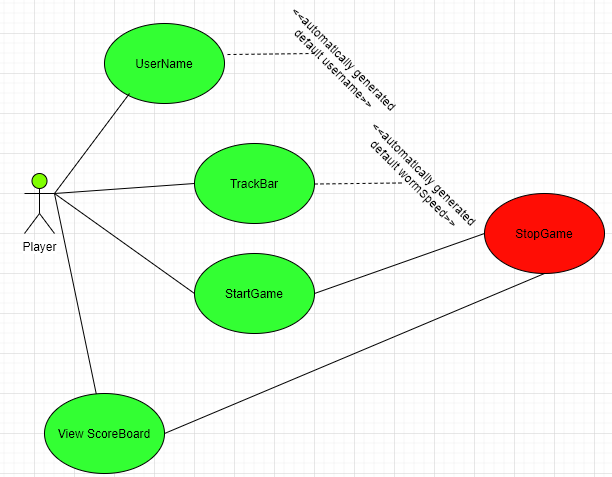 <<automatically generated
default username>>
UserName
<<automatically generated
default wormSpeed>>
TrackBar
StopGame
Player
StartGame
View ScoreBoard